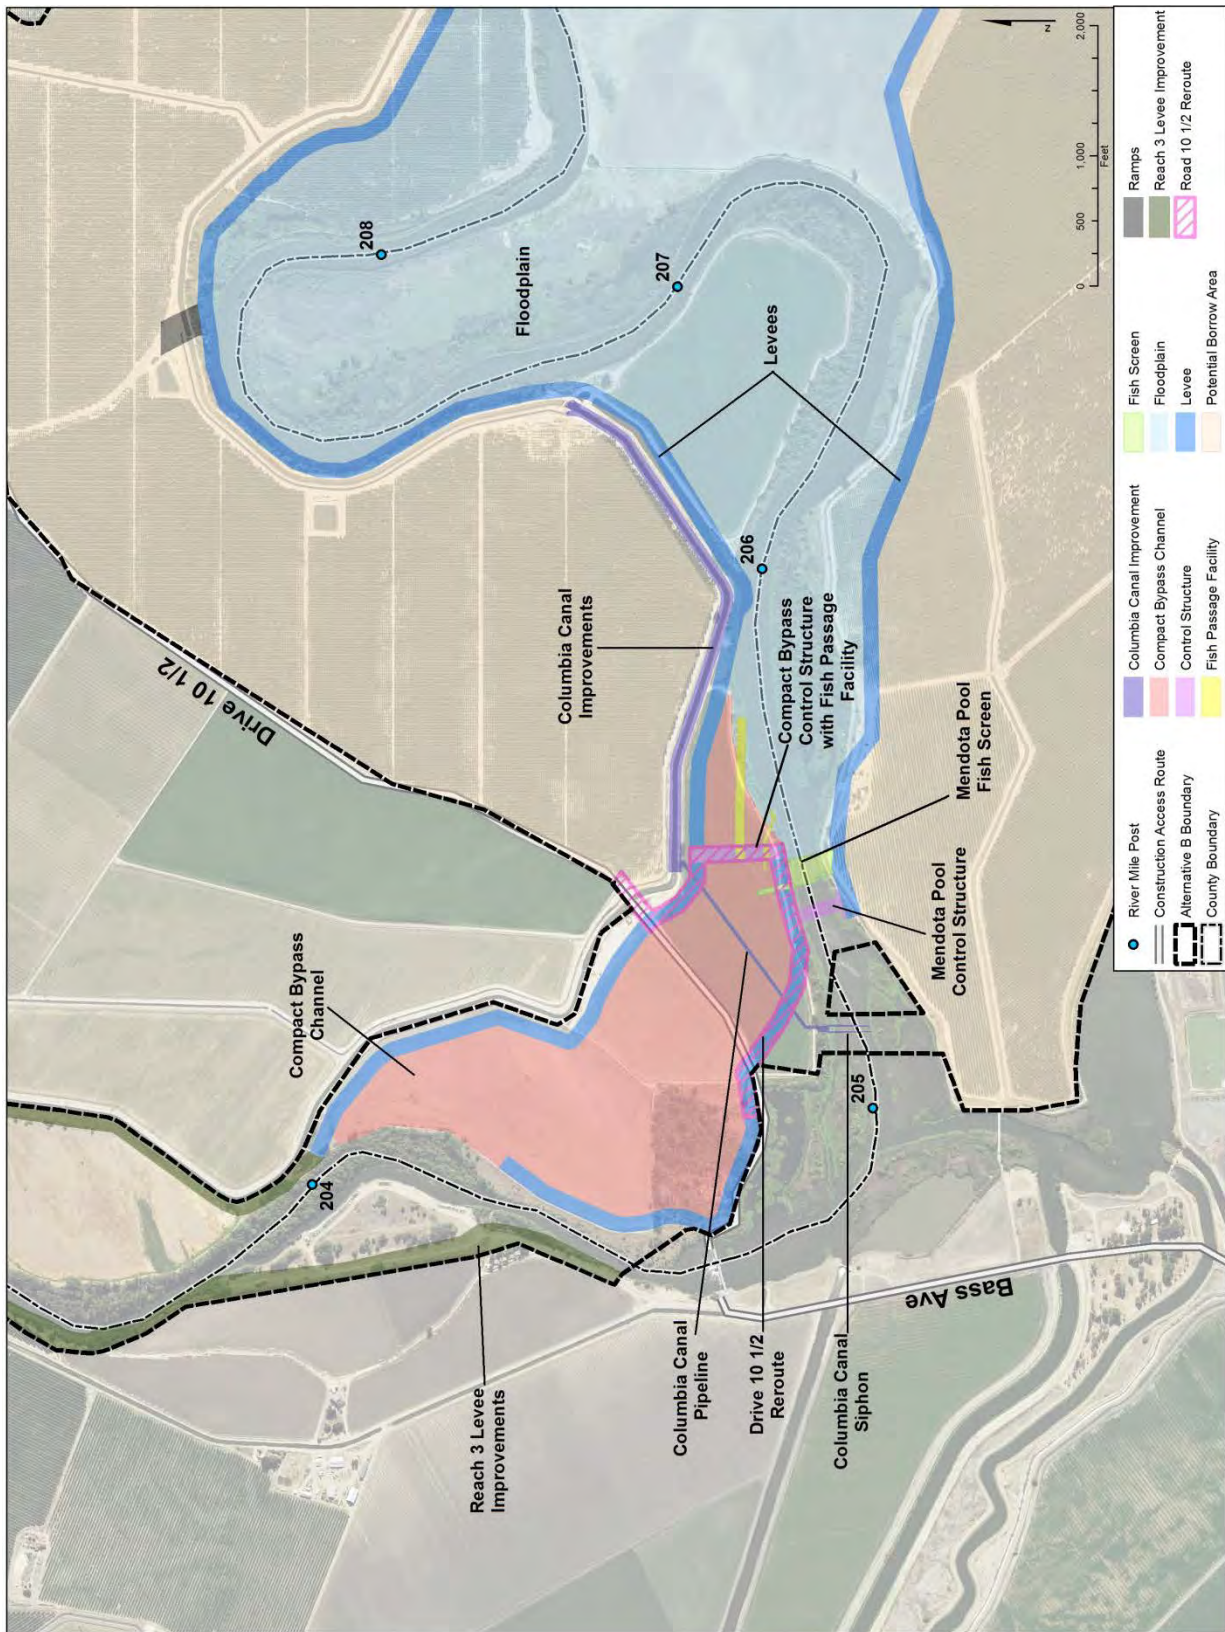 Drive 10 1/2
Compact Bypass
Channel
208
Floodplain
207
Columbia Canal
Improvements
Levees
204
206
Reach 3 Levee
Improvements
Compact Bypass
Control Structure
with Fish Passage
Facility
Columbia Canal
Pipeline
Drive 10 1/2
Reroute
Columbia Canal
Siphon
205
Bass Ave
Mendota Pool
Control Structure
Mendota Pool
Fish Screen
River Mile Post
Construction Access Route
Alternative B Boundary
County Boundary
Columbia Canal Improvement
Compact Bypass Channel
Control Structure
Fish Passage Facility
Fish Screen
Floodplain
Levee
Potential Borrow Area
Ramps
Reach 3 Levee Improvement
Road 10 1/2 Reroute
0 500 1,000 2,000
Feet
N